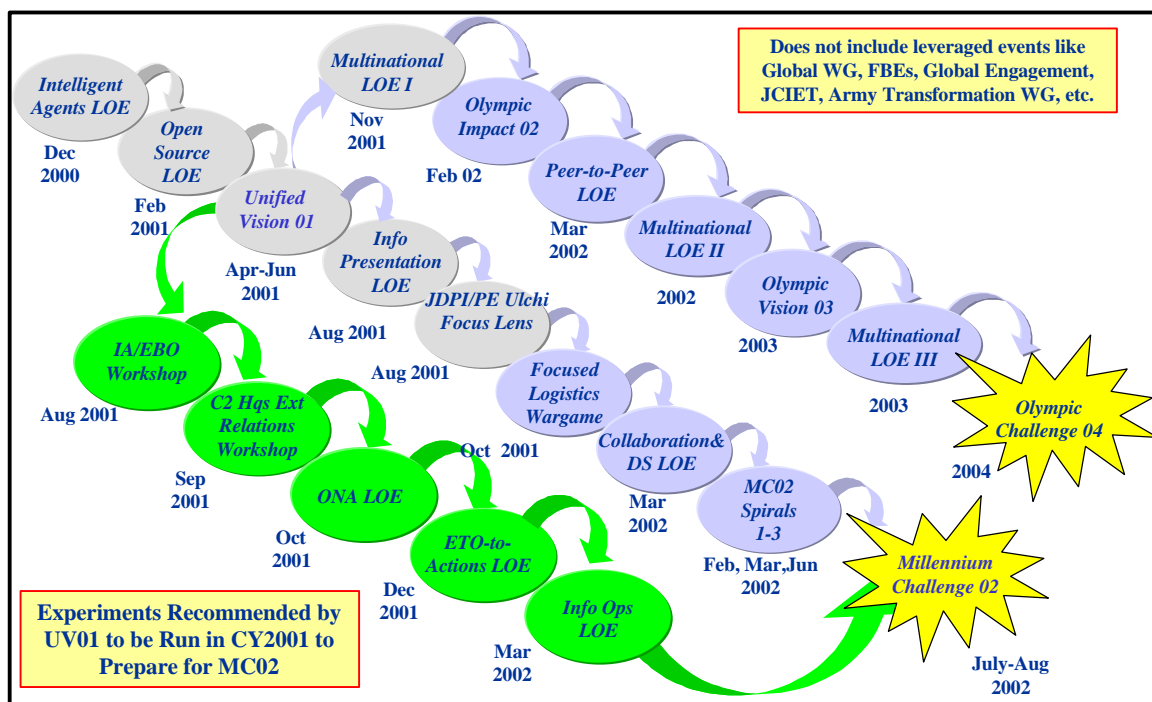 Intelligent
Agents LOE
Dec
2000
Open
Source
LOE
Feb
2001
Unified
Vision 01
Apr-Jun
2001
Multinational
LOE I
Nov
2001
Olympic
Impact 02
Feb 02
Peer-to-Peer
LOE
Mar
2002
Multinational
LOE II
2002
Olympic
Vision 03
2003
Multinational
LOE III
2003
Olympic
Challenge 04
2004
Does not include leveraged events like
Global WG, FBEs, Global Engagement,
JCIET, Army Transformation WG, etc.
Info
Presentation
LOE
Aug 2001
JDPI/PE Ulchi
Focus Lens
Aug 2001
Focused
Logistics
Wargame
Oct 2001
Collaboration&
DS LOE
Mar
2002
MC02
Spirals
1-3
Feb, Mar,Jun
2002
Millennium
Challenge 02
July-Aug
2002
IA/EBO
Workshop
Aug 2001
C2 Hqs Ext
Relations
Workshop
Sep
2001
ONA LOE
Oct
2001
ETO-to-
Actions LOE
Dec
2001
Info Ops
LOE
Mar
2002
Experiments Recommended by
UV01 to be Run in CY2001 to
Prepare for MC02